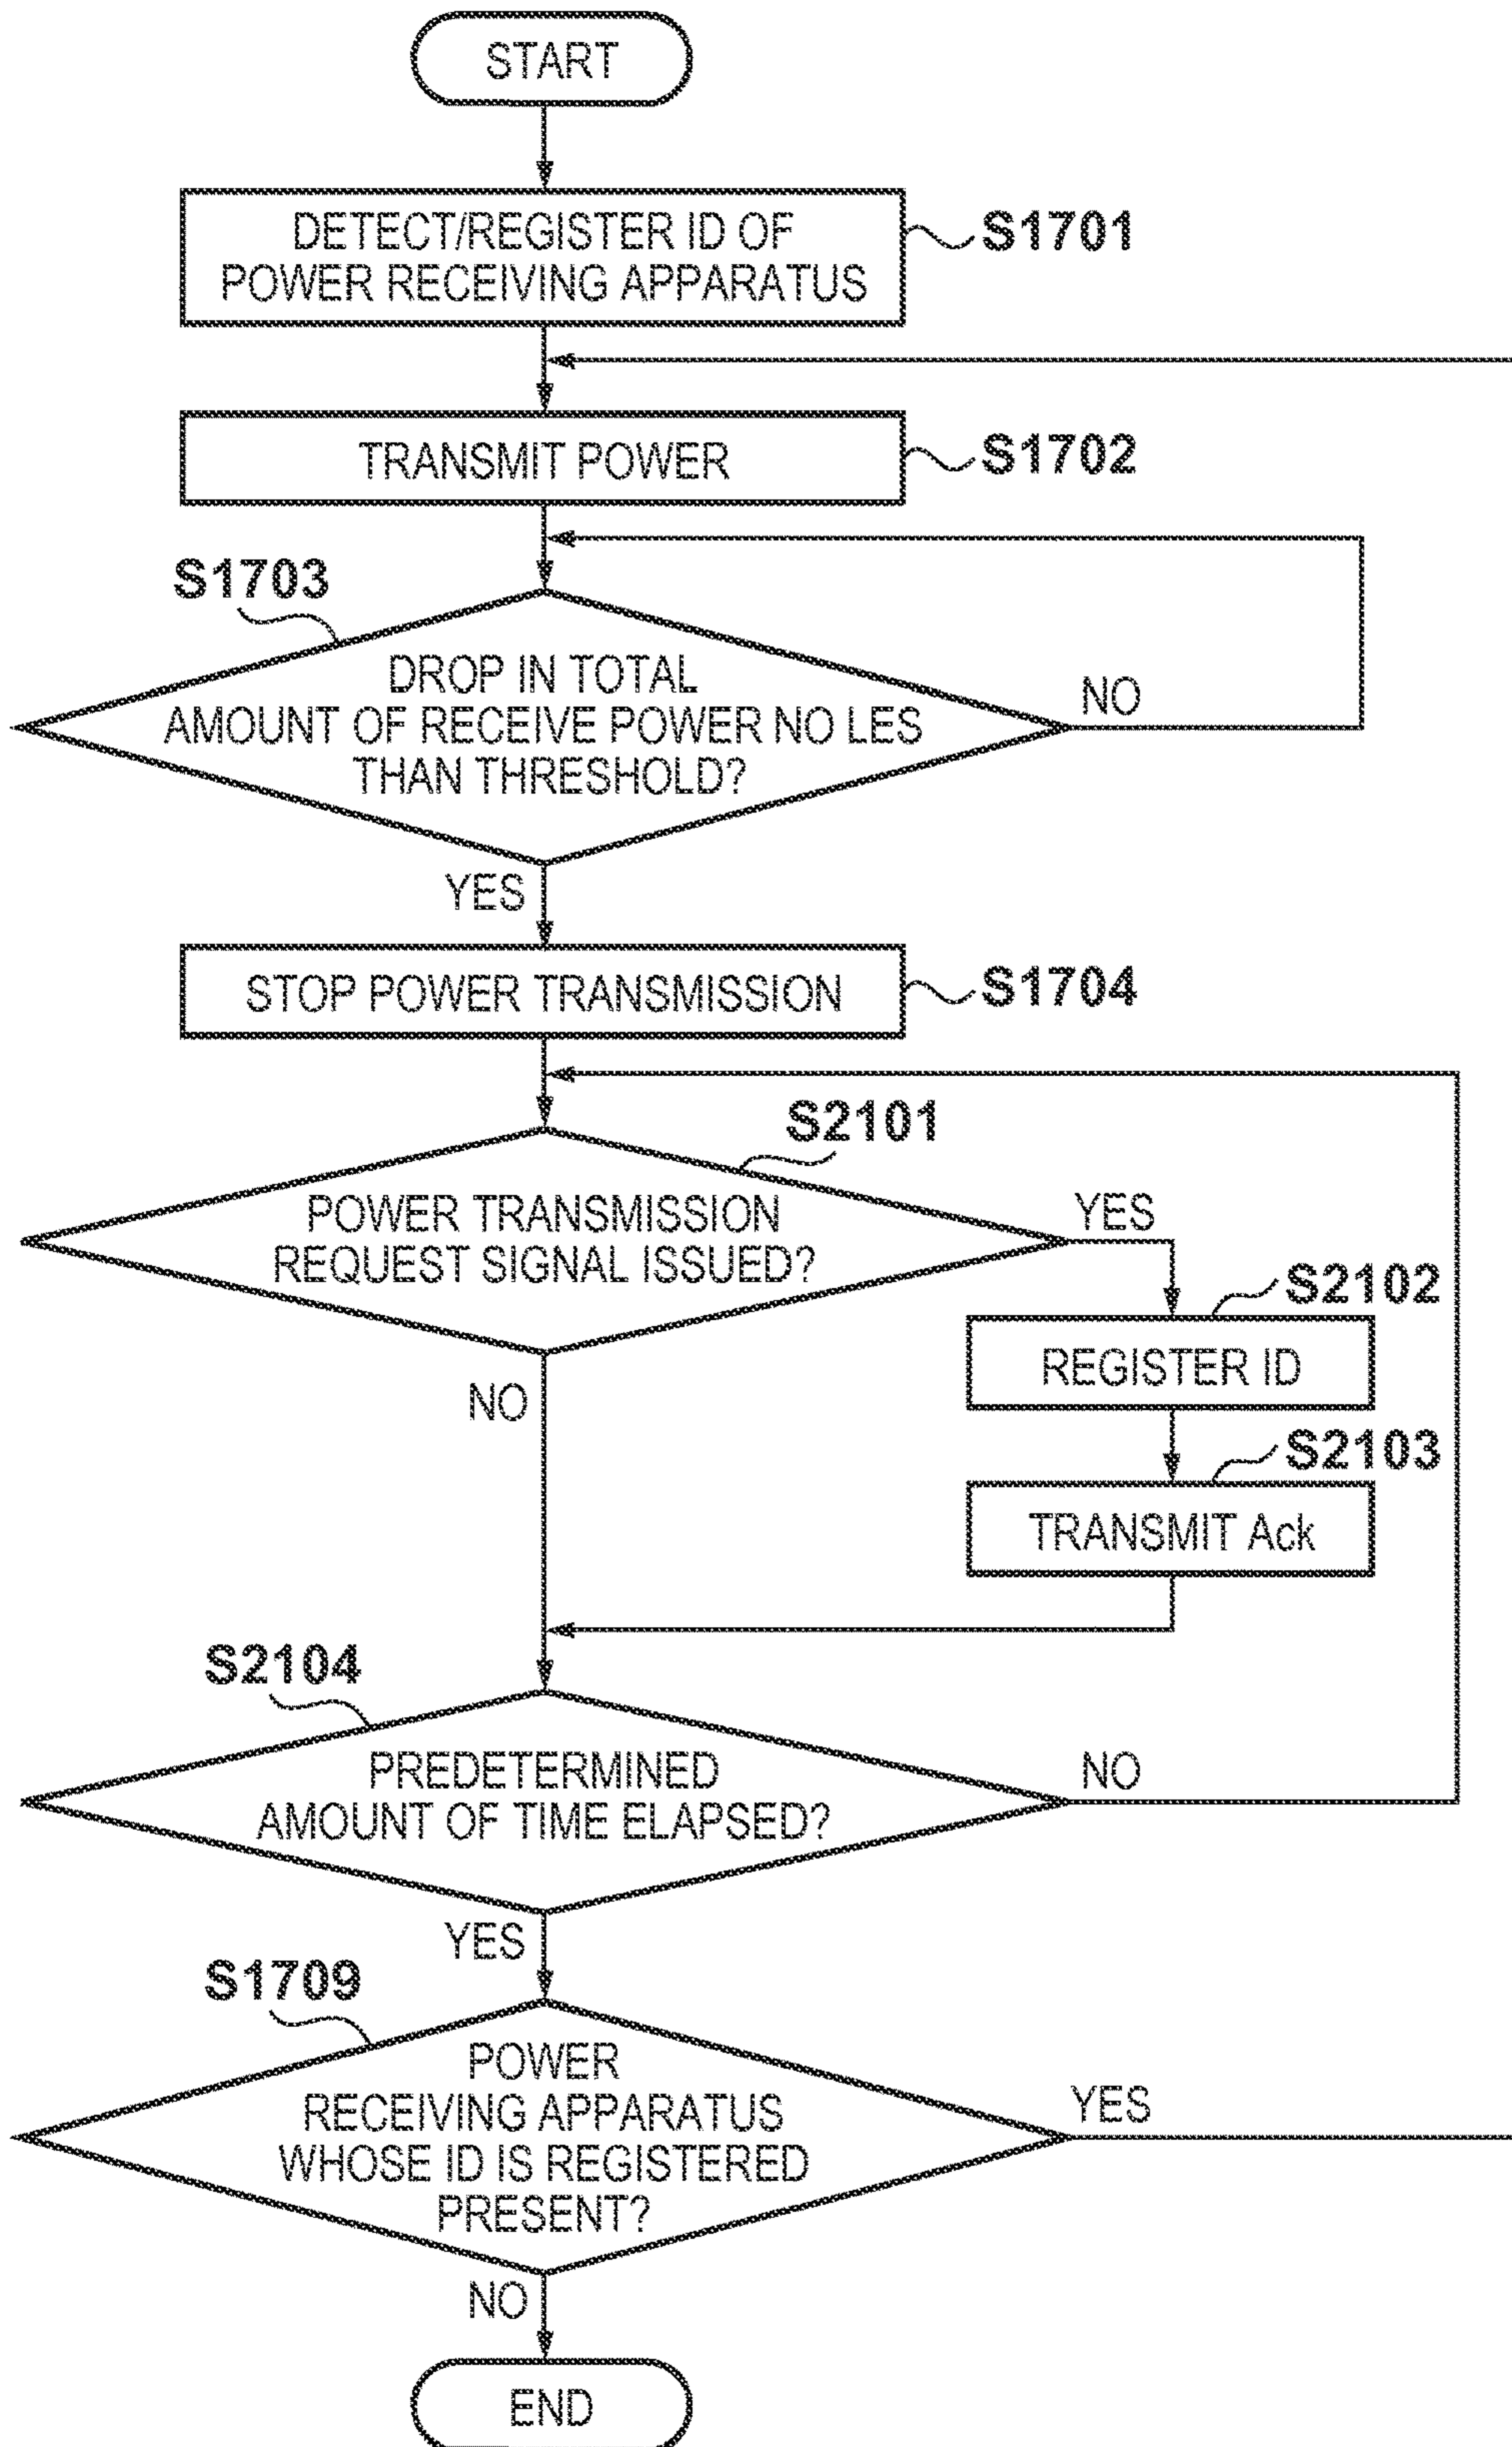 START
DETECT/REGISTER ID OF
POWER RECEIVING APPARATUS
S1701
TRANSMIT POWER
S1702
S1703
DROP IN TOTAL
AMOUNT OF RECEIVE POWER NO LES
THAN THRESHOLD?
NO
YES
STOP POWER TRANSMISSION
S1704
S2101
POWER TRANSMISSION
REQUEST SIGNAL ISSUED?
YES
S2102
REGISTER ID
NO
S2103
TRANSMIT Ack
S2104
PREDETERMINED
AMOUNT OF TIME ELAPSED?
NO
YES
S1709
POWER
RECEIVING APPARATUS
WHOSE ID IS REGISTERED
PRESENT?
YES
NO
END